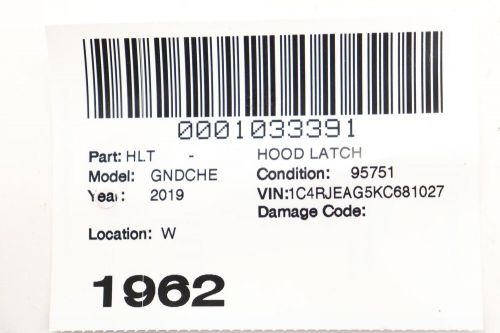 0001033391
Part: HLT - HOOD LATCH
Model: GNDCHE Condition: 95751
Year: 2019 VIN:1C4RJEAG5KC681027
Damage Code:
Location: W
1962